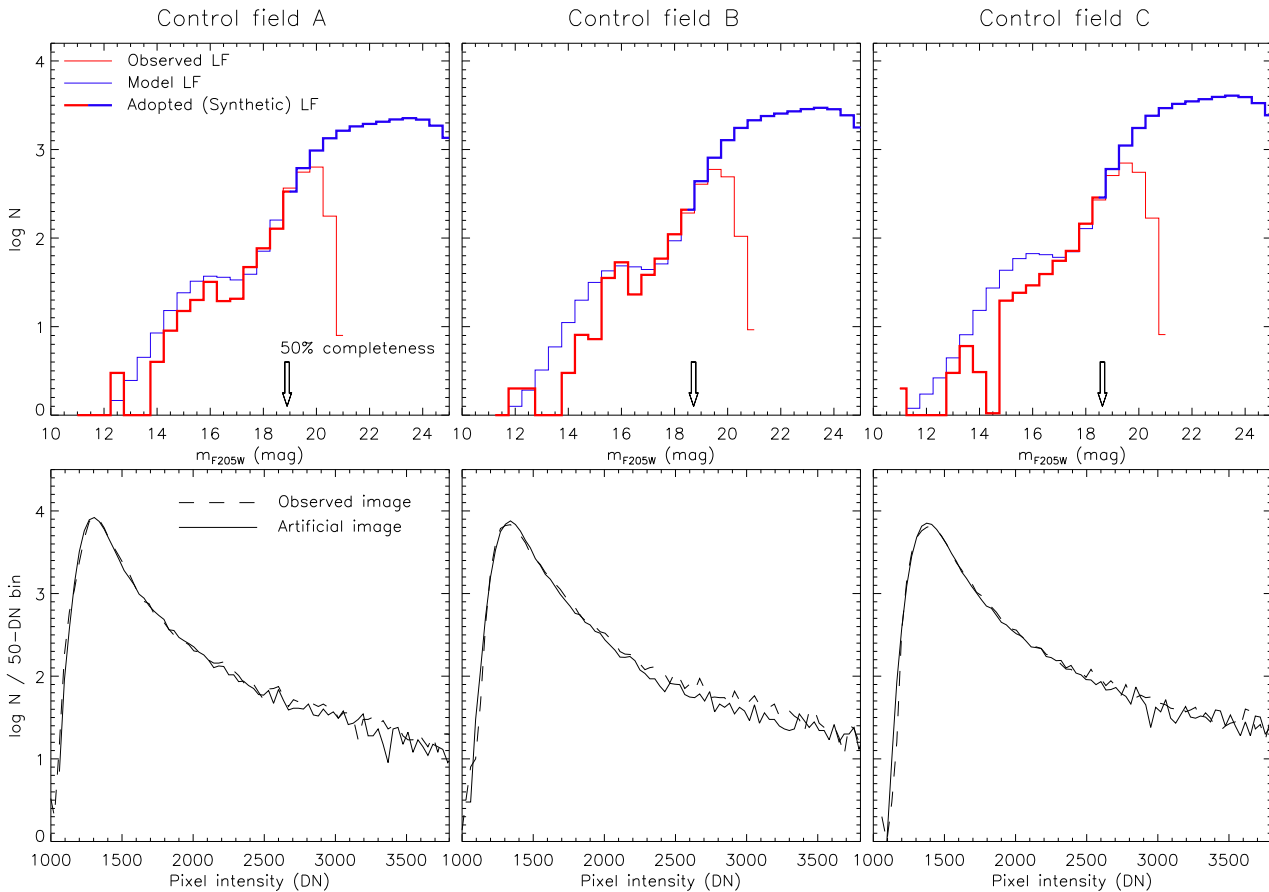 Control field A
Control field B
Control field C
4
3
2
1
0
log N
Observed LF
Model LF
Adopted (Synthetic) LF
50% completeness
10 12 14 16 18 20 22 24
10 12 14 16 18 20 22 24
10 12 14 16 18 20 22 24
m_F205W (mag)
m_F205W (mag)
m_F205W (mag)
4
3
2
1
0
log N / 50-DN bin
Observed image
Artificial image
1000 1500 2000 2500 3000 3500
1000 1500 2000 2500 3000 3500
1000 1500 2000 2500 3000 3500
Pixel intensity (DN)
Pixel intensity (DN)
Pixel intensity (DN)